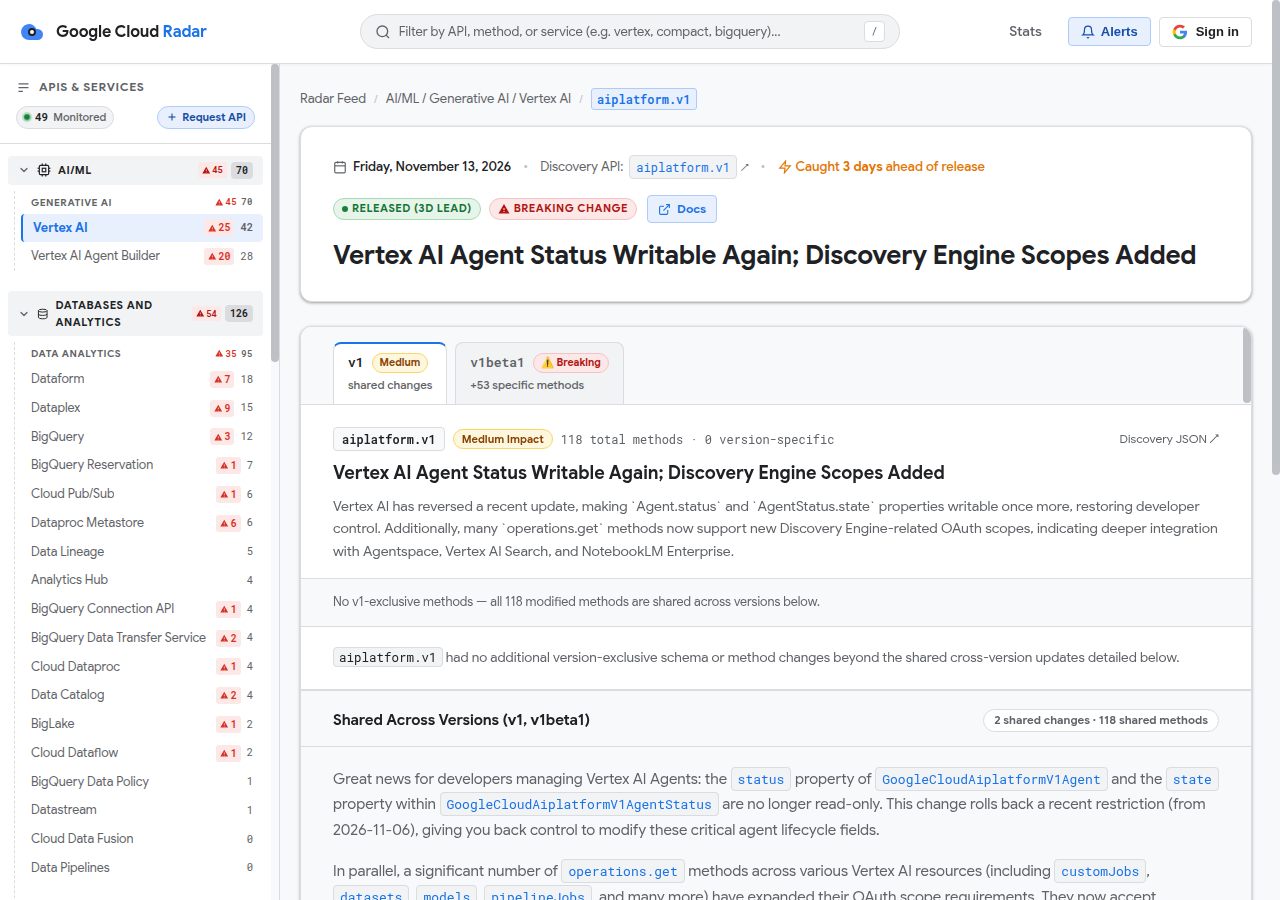 Google Cloud Radar
Filter by API, method, or service (e.g. vertex, compact, bigquery)... /
Stats
Alerts
Sign in
APIS & SERVICES
49 Monitored
+ Request API
AI/ML 45 70
GENERATIVE AI 45 70
Vertex AI 25 42
Vertex AI Agent Builder 20 28
DATABASES AND
ANALYTICS 54 126
DATA ANALYTICS 35 95
Dataform 7 18
Dataplex 9 15
BigQuery 3 12
BigQuery Reservation 1 7
Cloud Pub/Sub 1 6
Dataproc Metastore 6 6
Data Lineage 5
Analytics Hub 4
BigQuery Connection API 1 4
BigQuery Data Transfer Service 2 4
Cloud Dataproc 1 4
Data Catalog 2 4
BigLake 1 2
Cloud Dataflow 1 2
BigQuery Data Policy 1
Datastream 1
Cloud Data Fusion 0
Data Pipelines 0
Radar Feed / AI/ML / Generative AI / Vertex AI / aiplatform.v1
Friday, November 13, 2026 • Discovery API: aiplatform.v1 ↗ • Caught 3 days ahead of release
RELEASED (3D LEAD) BREAKING CHANGE Docs
Vertex AI Agent Status Writable Again; Discovery Engine Scopes Added
v1 Medium
shared changes
v1beta1 Breaking
+53 specific methods
aiplatform.v1 Medium Impact 118 total methods · 0 version-specific
Discovery JSON ↗
Vertex AI Agent Status Writable Again; Discovery Engine Scopes Added
Vertex AI has reversed a recent update, making `Agent.status` and `AgentStatus.state` properties writable once more, restoring developer
control. Additionally, many `operations.get` methods now support new Discovery Engine-related OAuth scopes, indicating deeper integration
with Agentspace, Vertex AI Search, and NotebookLM Enterprise.
No v1-exclusive methods — all 118 modified methods are shared across versions below.
aiplatform.v1 had no additional version-exclusive schema or method changes beyond the shared cross-version updates detailed below.
Shared Across Versions (v1, v1beta1)
2 shared changes · 118 shared methods
Great news for developers managing Vertex AI Agents: the status property of GoogleCloudAiplatformV1Agent and the state
property within GoogleCloudAiplatformV1AgentStatus are no longer read-only. This change rolls back a recent restriction (from
2026-11-06), giving you back control to modify these critical agent lifecycle fields.
In parallel, a significant number of operations.get methods across various Vertex AI resources (including customJobs,
datasets, models, pipelineJobs, and many more) have expanded their OAuth scope requirements. They now accept